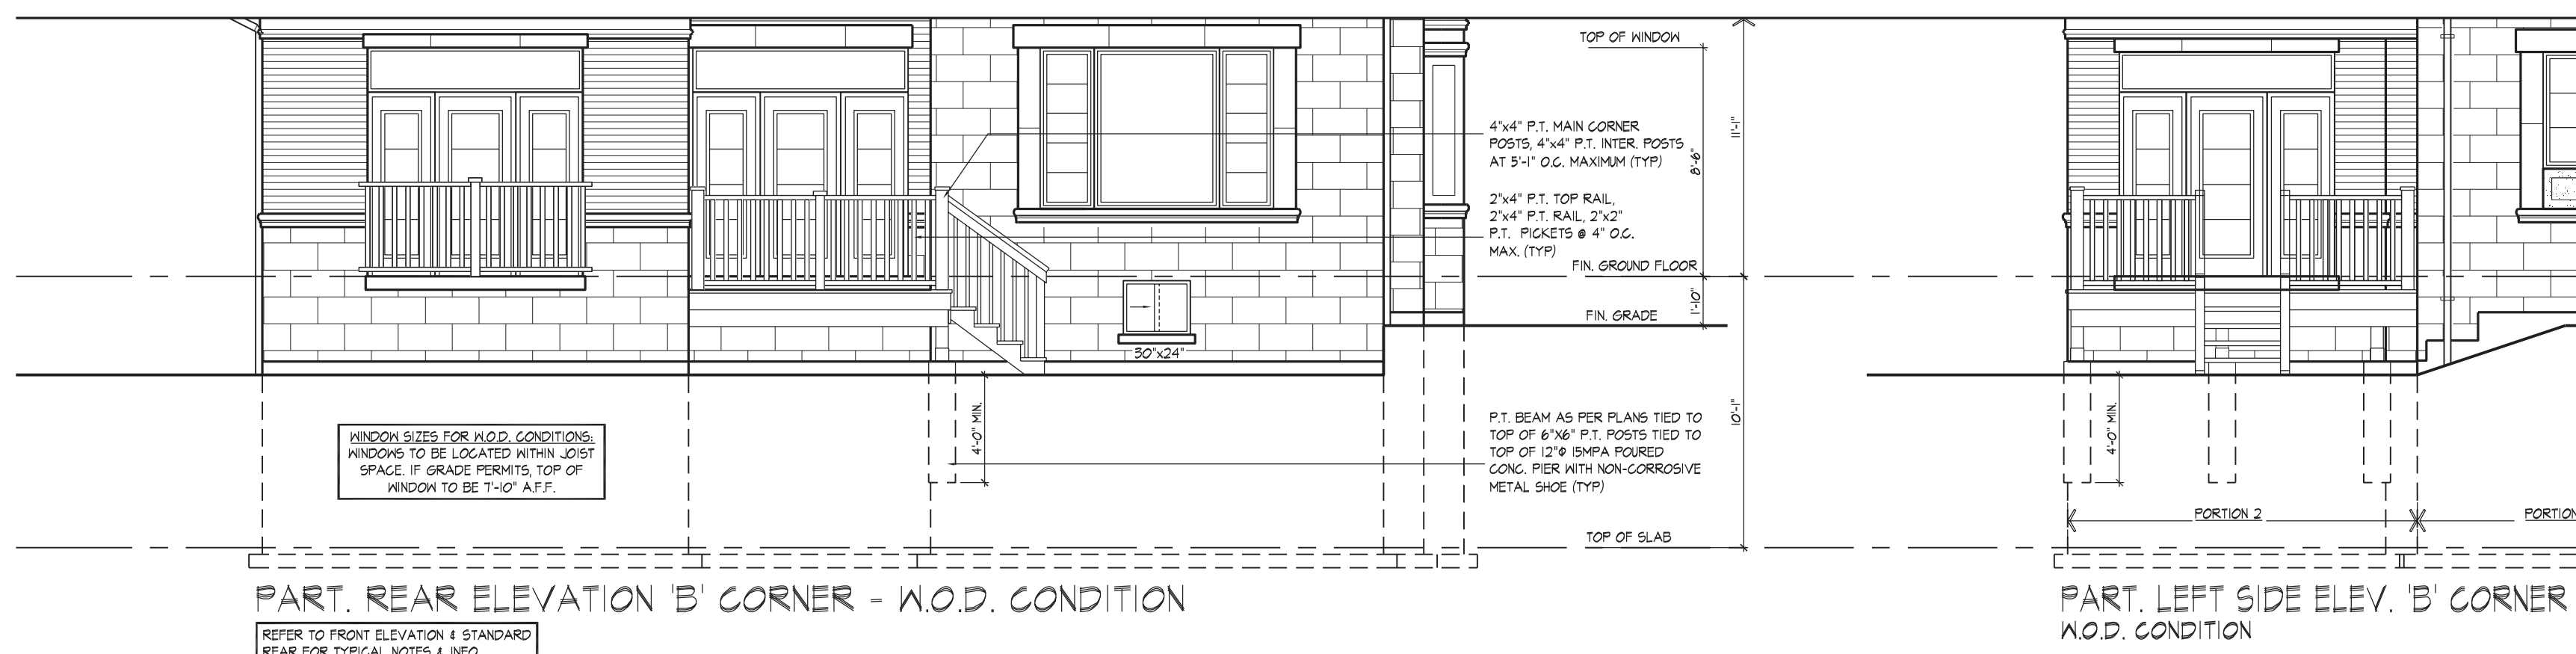 TOP OF WINDOW
4"x4" P.T. MAIN CORNER
POSTS, 4"x4" P.T. INTER. POSTS
AT 5'-1" O.C. MAXIMUM (TYP)
11'-1"
8'-6"
2"x4" P.T. TOP RAIL,
2"x4" P.T. RAIL, 2"x2"
P.T. PICKETS @ 4" O.C.
MAX. (TYP)
FIN. GROUND FLOOR
1'-10"
FIN. GRADE
30"x24"
WINDOW SIZES FOR W.O.D. CONDITIONS:
WINDOWS TO BE LOCATED WITHIN JOIST
SPACE. IF GRADE PERMITS, TOP OF
WINDOW TO BE 7'-10" A.F.F.
4'-0" MIN.
P.T. BEAM AS PER PLANS TIED TO
TOP OF 6"X6" P.T. POSTS TIED TO
TOP OF 12"Φ 15MPA POURED
CONC. PIER WITH NON-CORROSIVE
METAL SHOE (TYP)
10'-1"
4'-0" MIN.
PORTION 2
PORTION
TOP OF SLAB
PART. REAR ELEVATION 'B' CORNER - W.O.D. CONDITION
REFER TO FRONT ELEVATION & STANDARD
REAR FOR TYPICAL NOTES & INFO
PART. LEFT SIDE ELEV. 'B' CORNER
W.O.D. CONDITION